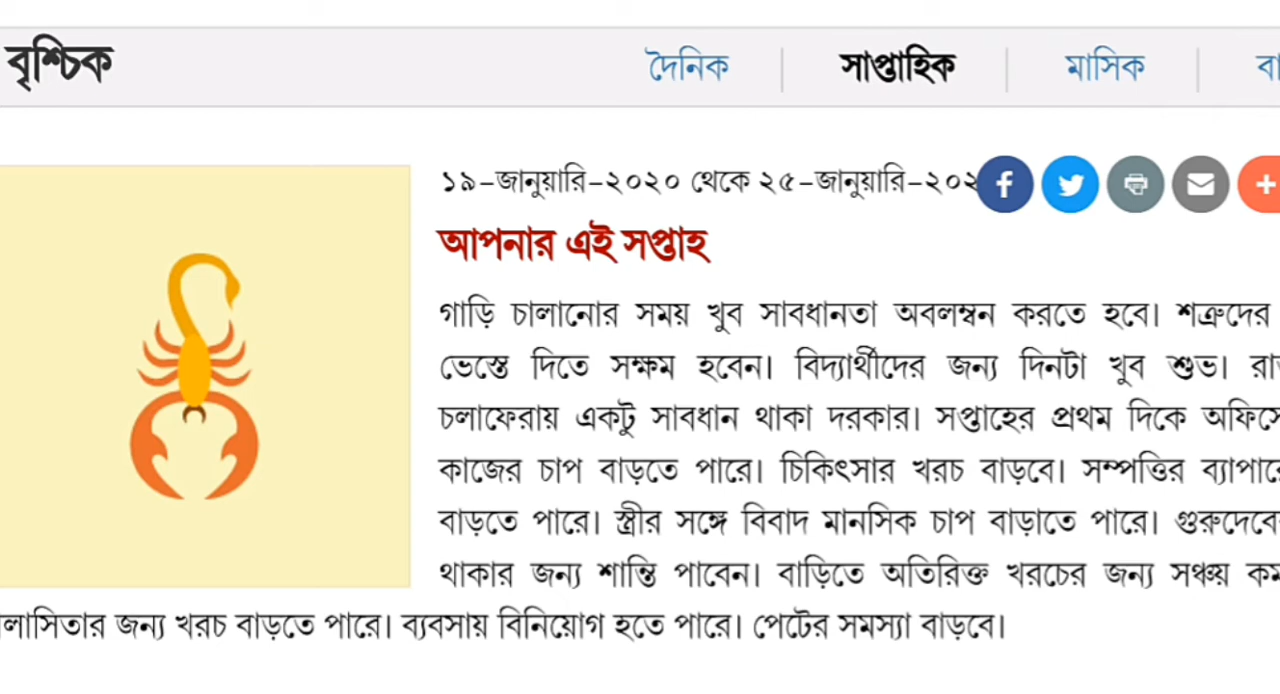 বৃশ্চিক
দৈনিক
সাপ্তাহিক
মাসিক
১৯-জানুয়ারি-২০২০ থেকে ২৫-জানুয়ারি-২০২
আপনার এই সপ্তাহ
গাড়ি চালানোর সময় খুব সাবধানতা অবলম্বন করতে হবে। শত্রুদের
ভেস্তে দিতে সক্ষম হবেন। বিদ্যার্থীদের জন্য দিনটা খুব শুভ।
চলাফেরায় একটু সাবধান থাকা দরকার। সপ্তাহের প্রথম দিকে
কাজের চাপ বাড়তে পারে। চিকিৎসার খরচ বাড়বে। সম্পত্তির
বাড়তে পারে। স্ত্রীর সঙ্গে বিবাদ মানসিক চাপ বাড়াতে পারে।
থাকার জন্য শান্তি পাবেন। বাড়িতে অতিরিক্ত খরচের জন্য সঞ্চয়
জন্য খরচ বাড়তে পারে। ব্যবসায় বিনিয়োগ হতে পারে। পেটের সমস্যা বাড়বে।